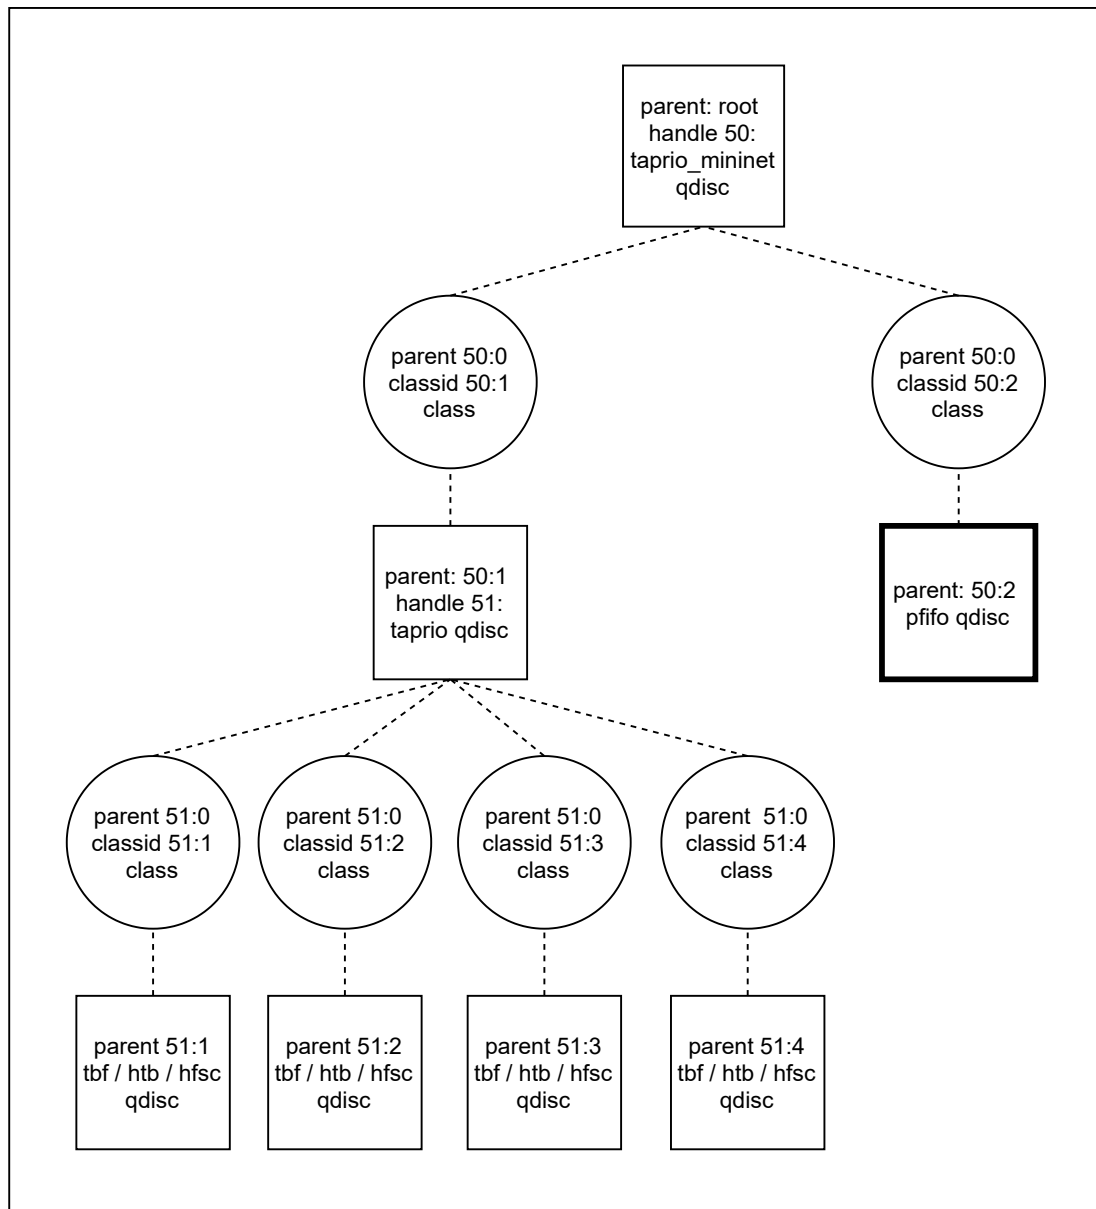 parent: root
handle 50:
taprio_mininet
qdisc
parent 50:0
classid 50:1
class
parent 50:0
classid 50:2
class
parent: 50:1
handle 51:
taprio qdisc
parent: 50:2
pfifo qdisc
parent 51:0
classid 51:1
class
parent 51:0
classid 51:2
class
parent 51:0
classid 51:3
class
parent 51:0
classid 51:4
class
parent 51:1
tbf / htb / hfsc
qdisc
parent 51:2
tbf / htb / hfsc
qdisc
parent 51:3
tbf / htb / hfsc
qdisc
parent 51:4
tbf / htb / hfsc
qdisc